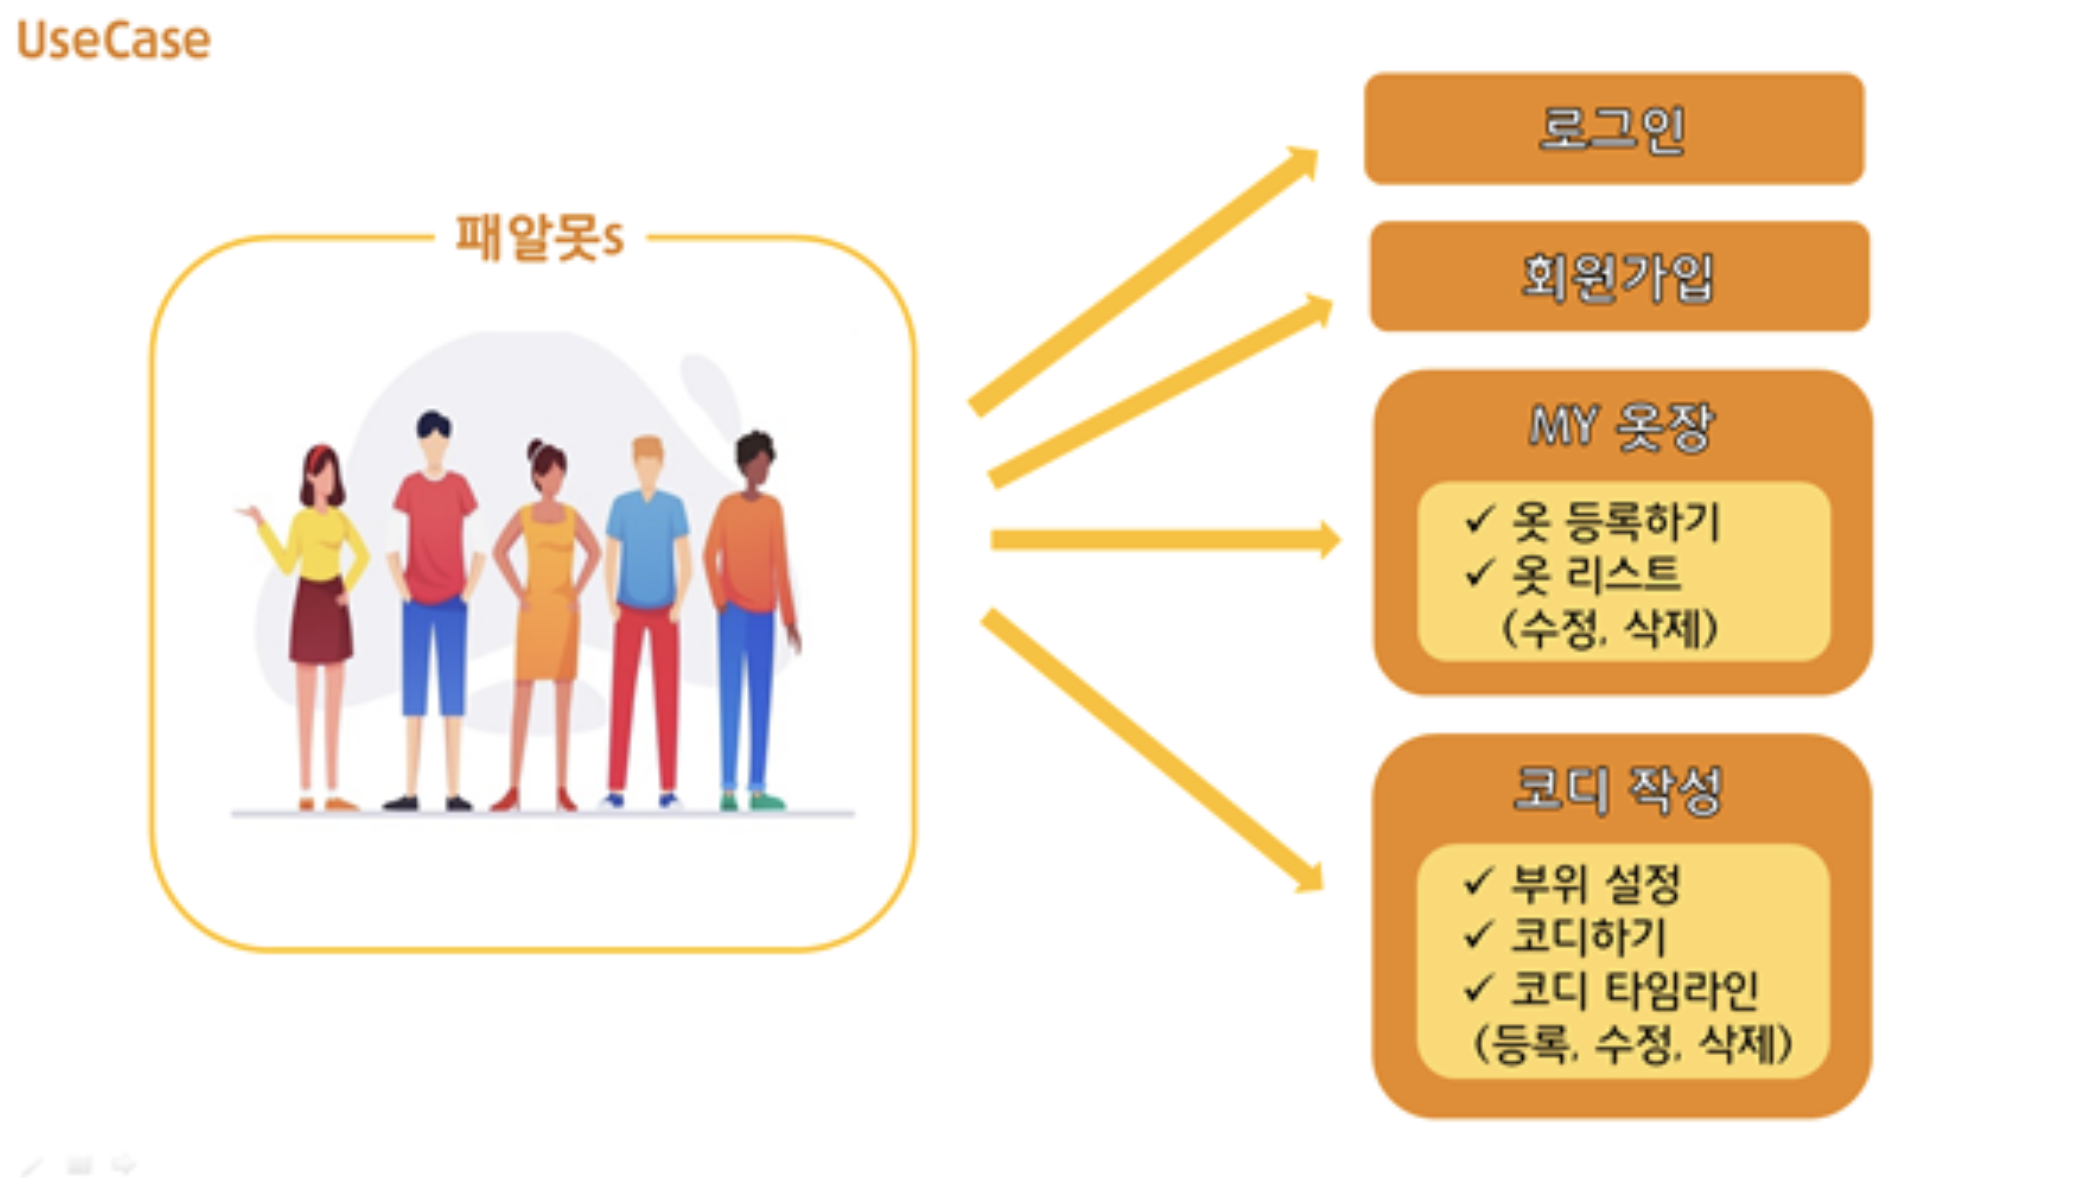 UseCase
패알못s
로그인
회원가입
MY 옷장
✓ 옷 등록하기
✓ 옷 리스트
(수정, 삭제)
코디 작성
✓ 부위 설정
✓ 코디하기
✓ 코디 타임라인
(등록, 수정, 삭제)